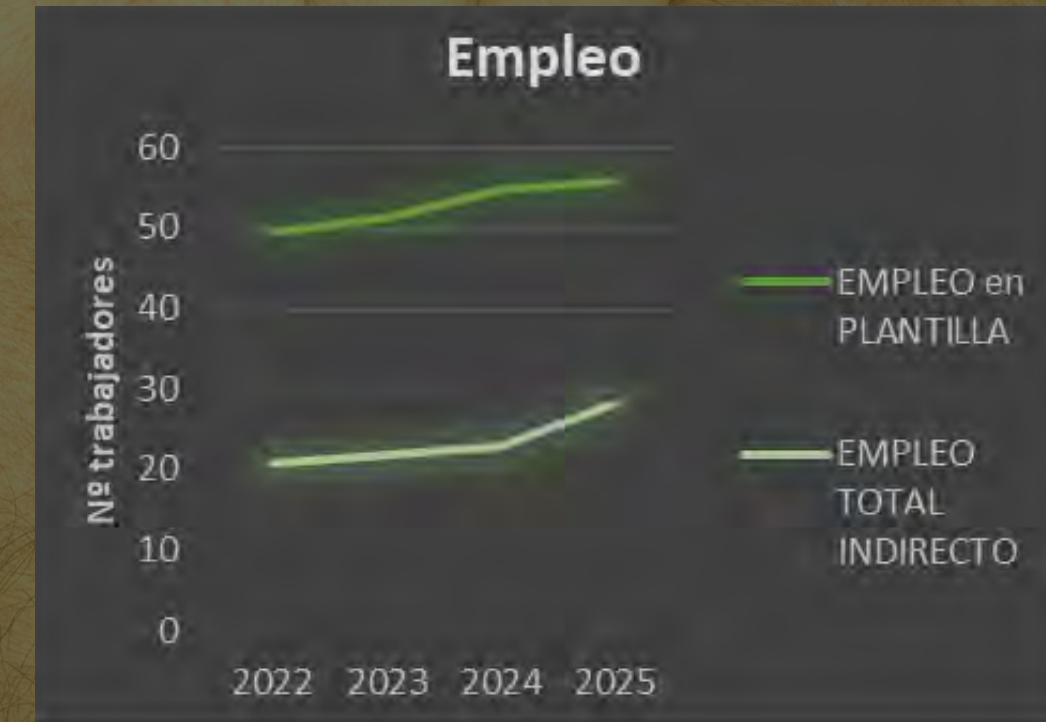 Empleo
60
50
40
30
20
10
0
Nº trabajadores
2022 2023 2024 2025
EMPLEO en
PLANTILLA
EMPLEO
TOTAL
INDIRECTO